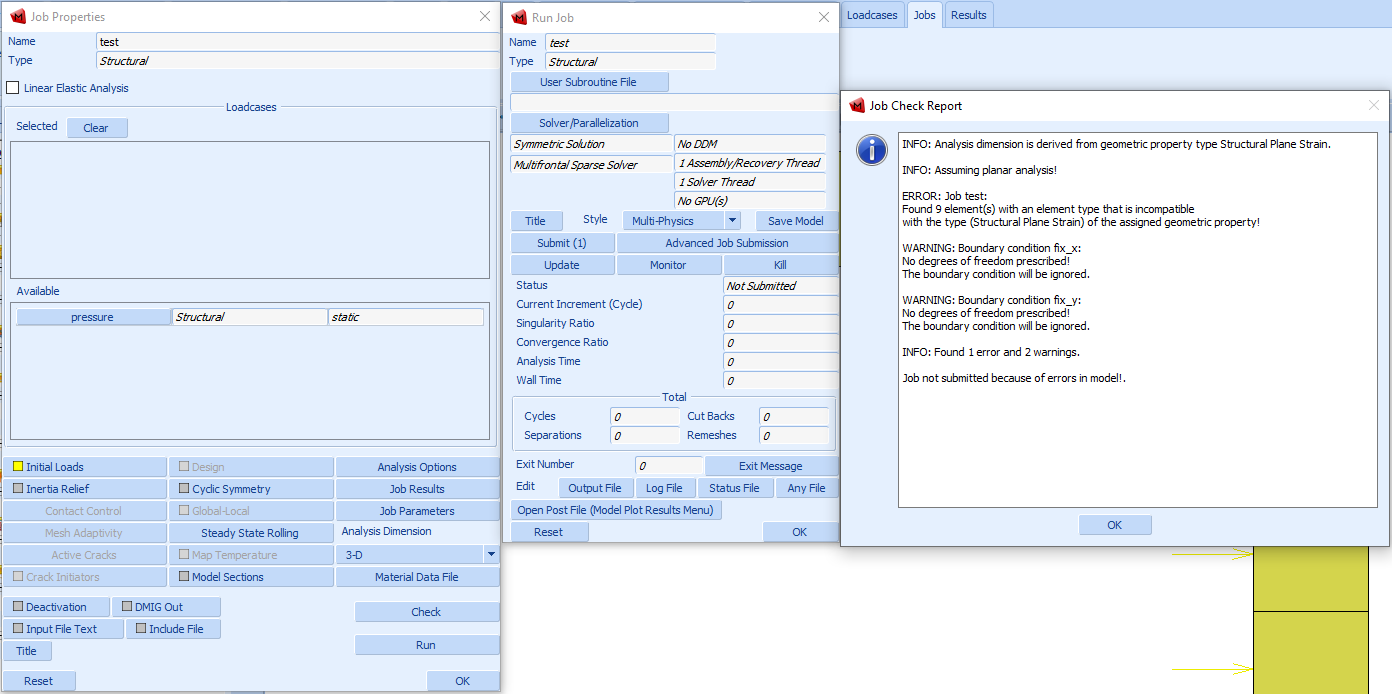 Job Properties
Name
test
Type
Structural
Linear Elastic Analysis
Loadcases
Selected
Clear
Available
pressure
Structural
static
Initial Loads
Design
Analysis Options
Inertia Relief
Cyclic Symmetry
Job Results
Contact Control
Global-Local
Job Parameters
Mesh Adaptivity
Steady State Rolling
Analysis Dimension
Active Cracks
Map Temperature
3-D
Crack Initiators
Model Sections
Material Data File
Deactivation
DMIG Out
Check
Input File Text
Include File
Run
Title
Reset
OK
Run Job
Name
test
Type
Structural
User Subroutine File
Solver/Parallelization
Symmetric Solution
No DDM
Multifrontal Sparse Solver
1 Assembly/Recovery Thread
1 Solver Thread
No GPU(s)
Title
Style
Multi-Physics
Save Model
Submit (1)
Advanced Job Submission
Update
Monitor
Kill
Status
Not Submitted
Current Increment (Cycle)
0
Singularity Ratio
0
Convergence Ratio
0
Analysis Time
0
Wall Time
0
Total
Cycles
0
Cut Backs
0
Separations
0
Remeshes
0
Exit Number
0
Exit Message
Edit
Output File
Log File
Status File
Any File
Open Post File (Model Plot Results Menu)
Reset
OK
Loadcases
Jobs
Results
Job Check Report
INFO: Analysis dimension is derived from geometric property type Structural Plane Strain.
INFO: Assuming planar analysis!
ERROR: Job test:
Found 9 element(s) with an element type that is incompatible
with the type (Structural Plane Strain) of the assigned geometric property!
WARNING: Boundary condition fix_x:
No degrees of freedom prescribed!
The boundary condition will be ignored.
WARNING: Boundary condition fix_y:
No degrees of freedom prescribed!
The boundary condition will be ignored.
INFO: Found 1 error and 2 warnings.
Job not submitted because of errors in model!.
OK